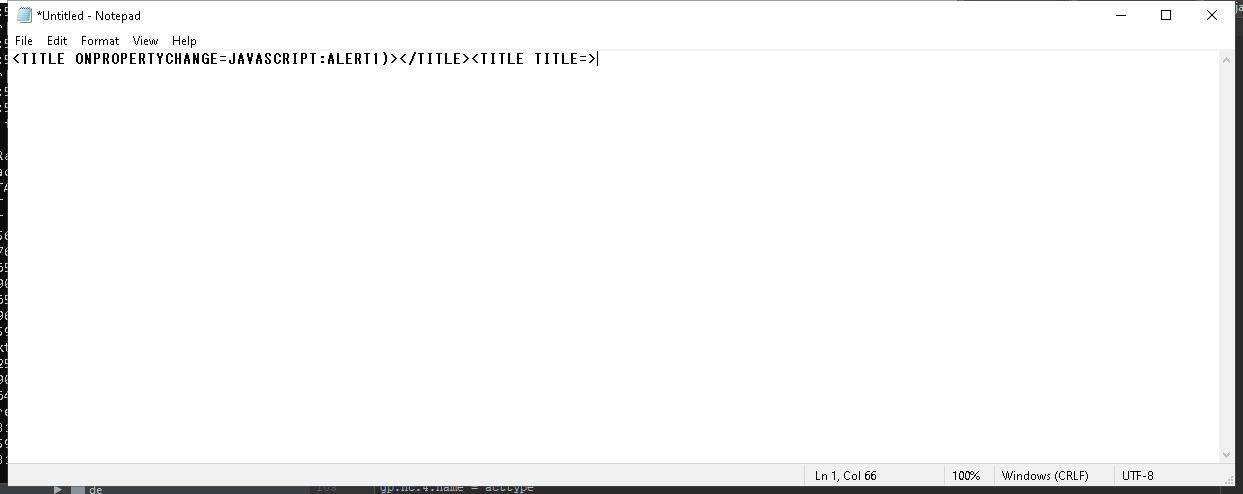 *Untitled - Notepad
File Edit Format View Help
<TITLE ONPROPERTYCHANGE=JAVASCRIPT:ALERT1)></TITLE><TITLE TITLE=>
Ln 1, Col 66 100% Windows (CRLF) UTF-8
de
gp.nc.4.name = acctype